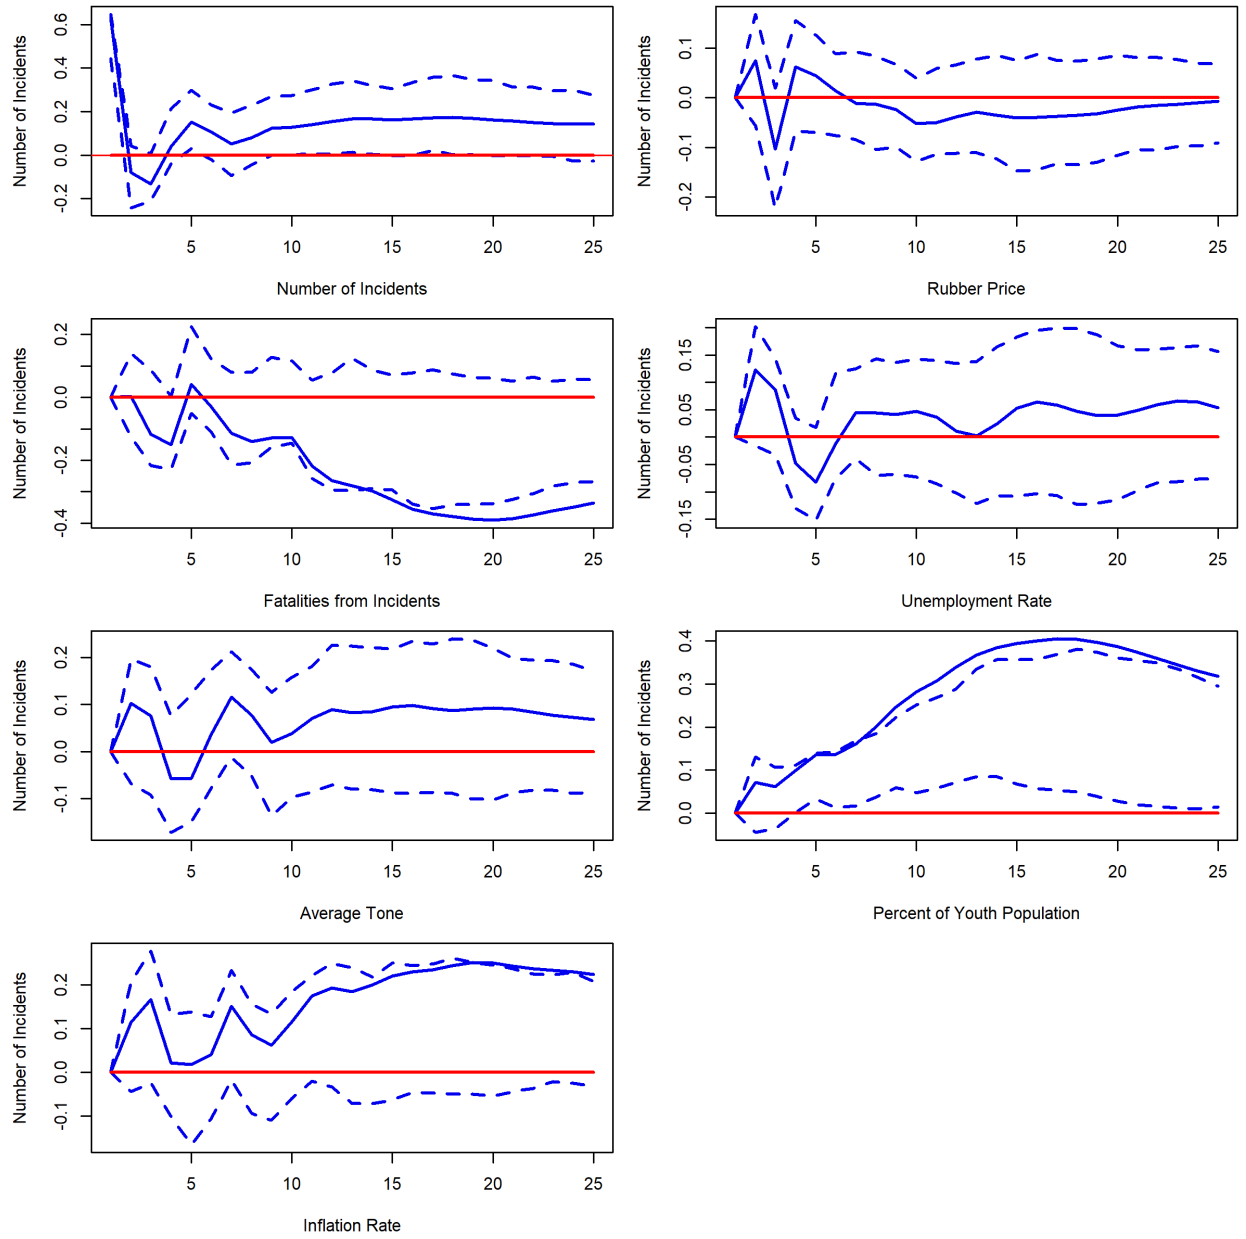 Number of Incidents
0.6
0.4
0.2
0.0
-0.2
5 10 15 20 25
Number of Incidents
Number of Incidents
0.1
0.0
-0.1
-0.2
5 10 15 20 25
Rubber Price
Number of Incidents
0.2
0.0
-0.2
-0.4
5 10 15 20 25
Fatalities from Incidents
Number of Incidents
0.15
0.05
-0.05
-0.15
5 10 15 20 25
Unemployment Rate
Number of Incidents
0.2
0.1
0.0
-0.1
5 10 15 20 25
Average Tone
Number of Incidents
0.4
0.3
0.1
0.0
5 10 15 20 25
Percent of Youth Population
Number of Incidents
0.2
0.1
0.0
-0.1
5 10 15 20 25
Inflation Rate